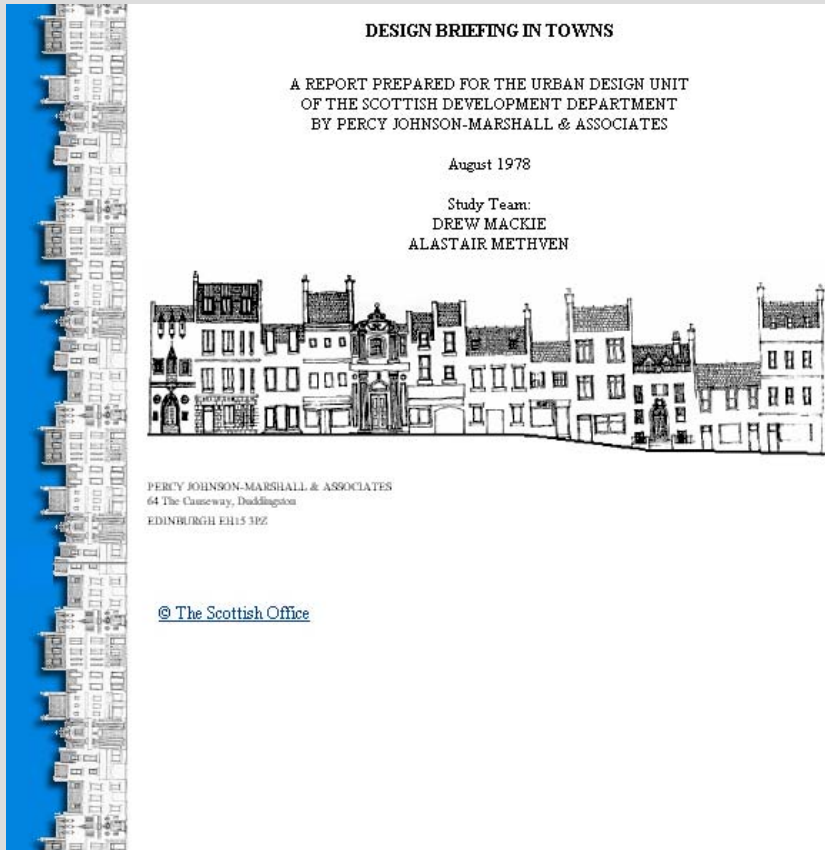 DESIGN BRIEFING IN TOWNS
A REPORT PREPARED FOR THE URBAN DESIGN UNIT
OF THE SCOTTISH DEVELOPMENT DEPARTMENT
BY PERCY JOHNSON-MARSHALL & ASSOCIATES
August 1978
Study Team:
DREW MACKIE
ALASTAIR METHVEN
PERCY JOHNSON-MARSHALL & ASSOCIATES
64 The Causeway, Duddingston
EDINBURGH EH15 3PZ
© The Scottish Office